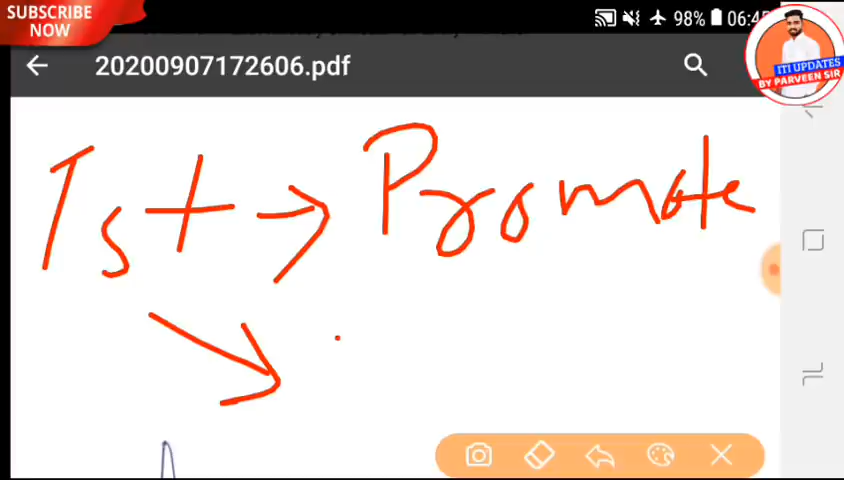 SUBSCRIBE
NOW
98%
20200907172606.pdf
ITI UPDATES
BY PARVEEN SIR
Ist → Promote